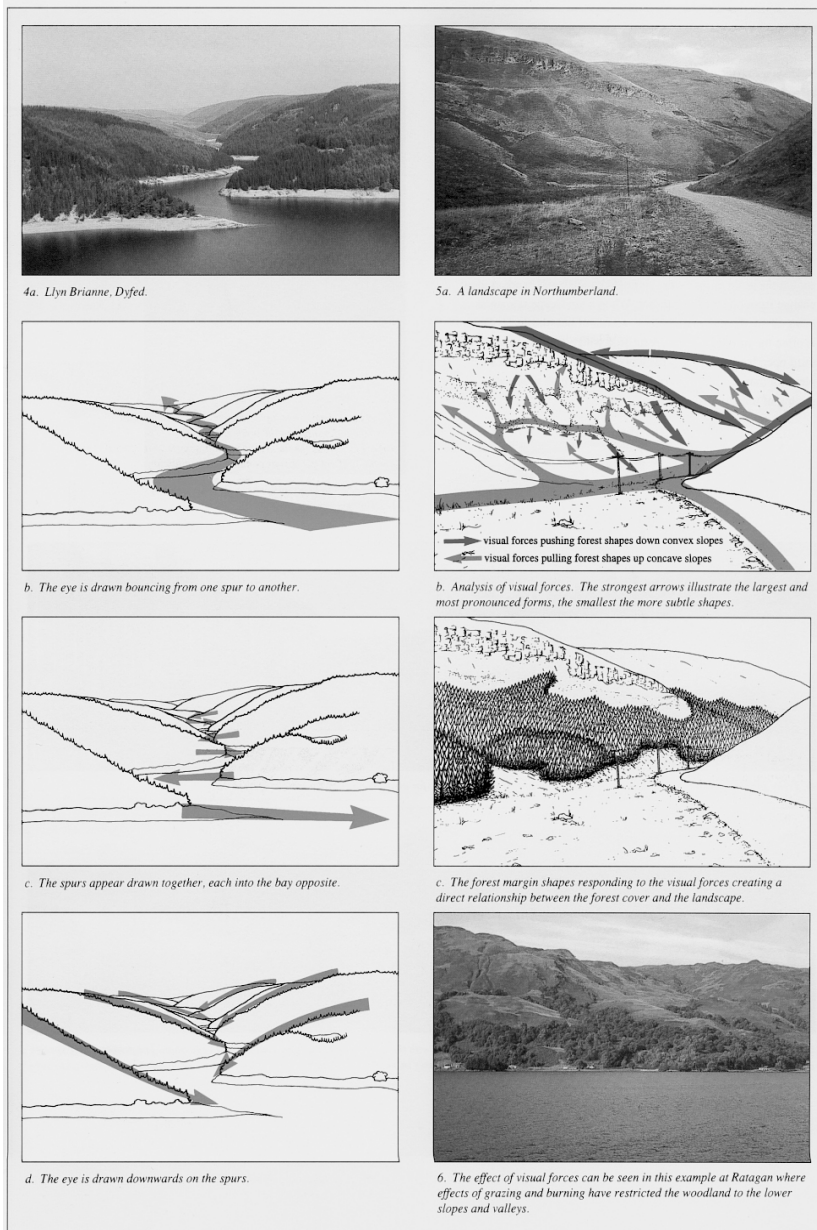 4a. Llyn Brianne, Dyfed.
b. The eye is drawn bouncing from one spur to another.
c. The spurs appear drawn together, each into the bay opposite.
d. The eye is drawn downwards on the spurs.
5a. A landscape in Northumberland.
visual forces pushing forest shapes down convex slopes
visual forces pulling forest shapes up concave slopes
b. Analysis of visual forces. The strongest arrows illustrate the largest and
most pronounced forms, the smallest the more subtle shapes.
c. The forest margin shapes responding to the visual forces creating a
direct relationship between the forest cover and the landscape.
6. The effect of visual forces can be seen in this example at Ratagan where
effects of grazing and burning have restricted the woodland to the lower
slopes and valleys.